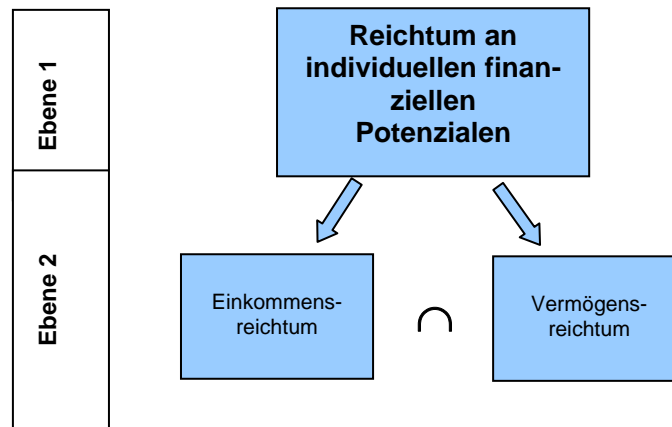 Ebene 1
Reichtum an
individuellen finan-
ziellen
Potenzialen
Ebene 2
Einkommens-
reichtum
∩
Vermögens-
reichtum